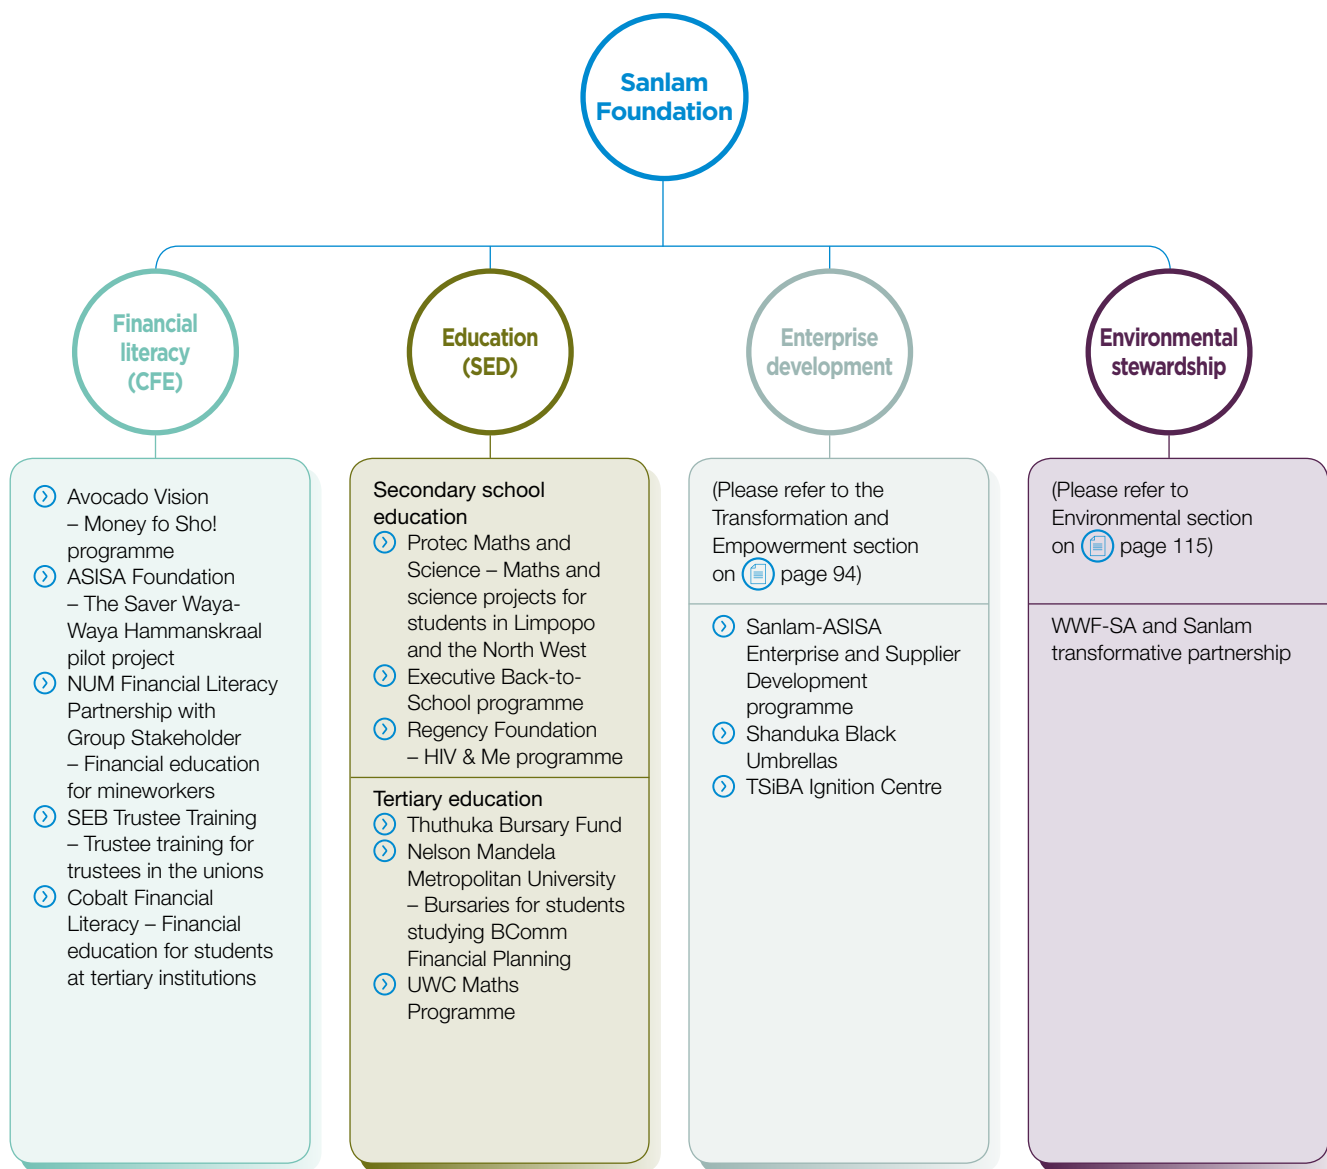 Sanlam
Foundation
Financial
literacy
(CFE)
Avocado Vision
– Money fo Sho!
programme
ASISA Foundation
– The Saver Waya-
Waya Hammanskraal
pilot project
NUM Financial Literacy
Partnership with
Group Stakeholder
– Financial education
for mineworkers
SEB Trustee Training
– Trustee training for
trustees in the unions
Cobalt Financial
Literacy – Financial
education for students
at tertiary institutions
Education
(SED)
Secondary school
education
Protec Maths and
Science – Maths and
science projects for
students in Limpopo
and the North West
Executive Back-to-
School programme
Regency Foundation
– HIV & Me programme
Tertiary education
Thuthuka Bursary Fund
Nelson Mandela
Metropolitan University
– Bursaries for students
studying BComm
Financial Planning
UWC Maths
Programme
Enterprise
development
(Please refer to the
Transformation and
Empowerment section
on page 94)
Sanlam-ASISA
Enterprise and Supplier
Development
programme
Shanduka Black
Umbrellas
TSiBA Ignition Centre
Environmental
stewardship
(Please refer to
Environmental section
on page 115)
WWF-SA and Sanlam
transformative partnership